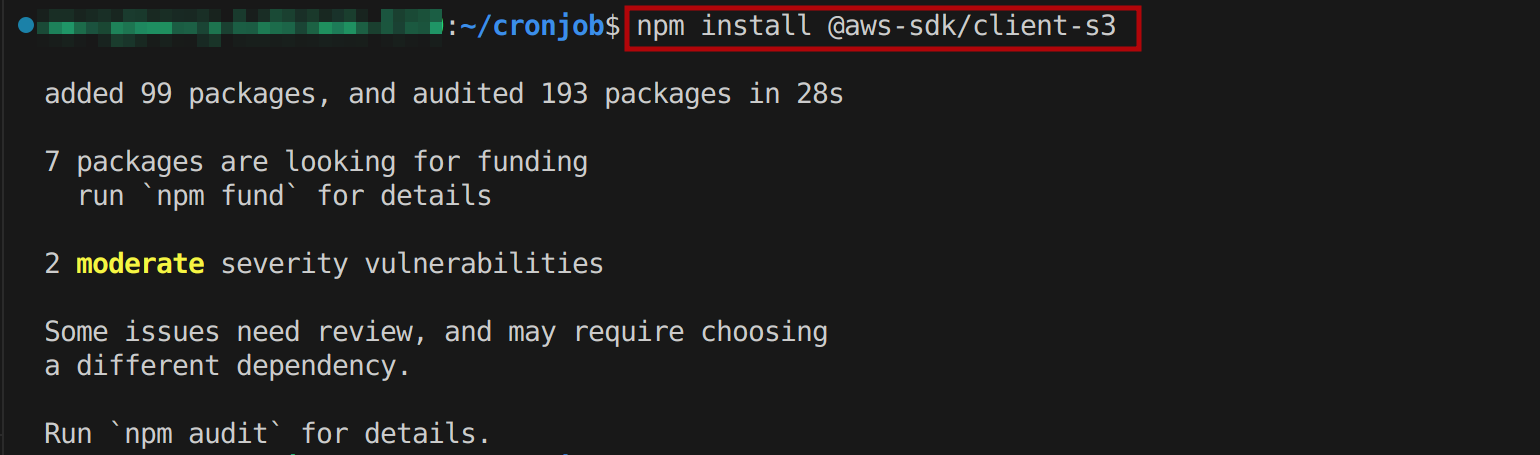 :~/cronjob$ npm install @aws-sdk/client-s3
added 99 packages, and audited 193 packages in 28s
7 packages are looking for funding
run `npm fund` for details
2 moderate severity vulnerabilities
Some issues need review, and may require choosing
a different dependency.
Run `npm audit` for details.